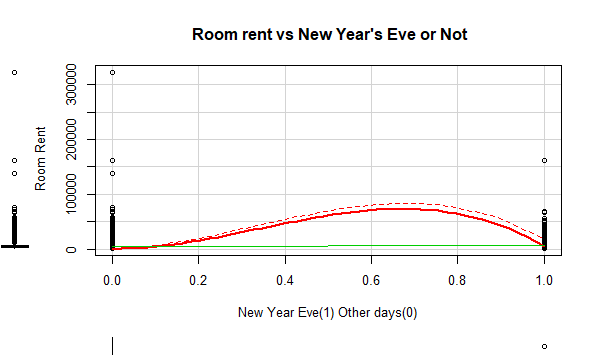 Room rent vs New Year's Eve or Not
Room Rent
300000
200000
100000
0
0.0 0.2 0.4 0.6 0.8 1.0
New Year Eve(1) Other days(0)